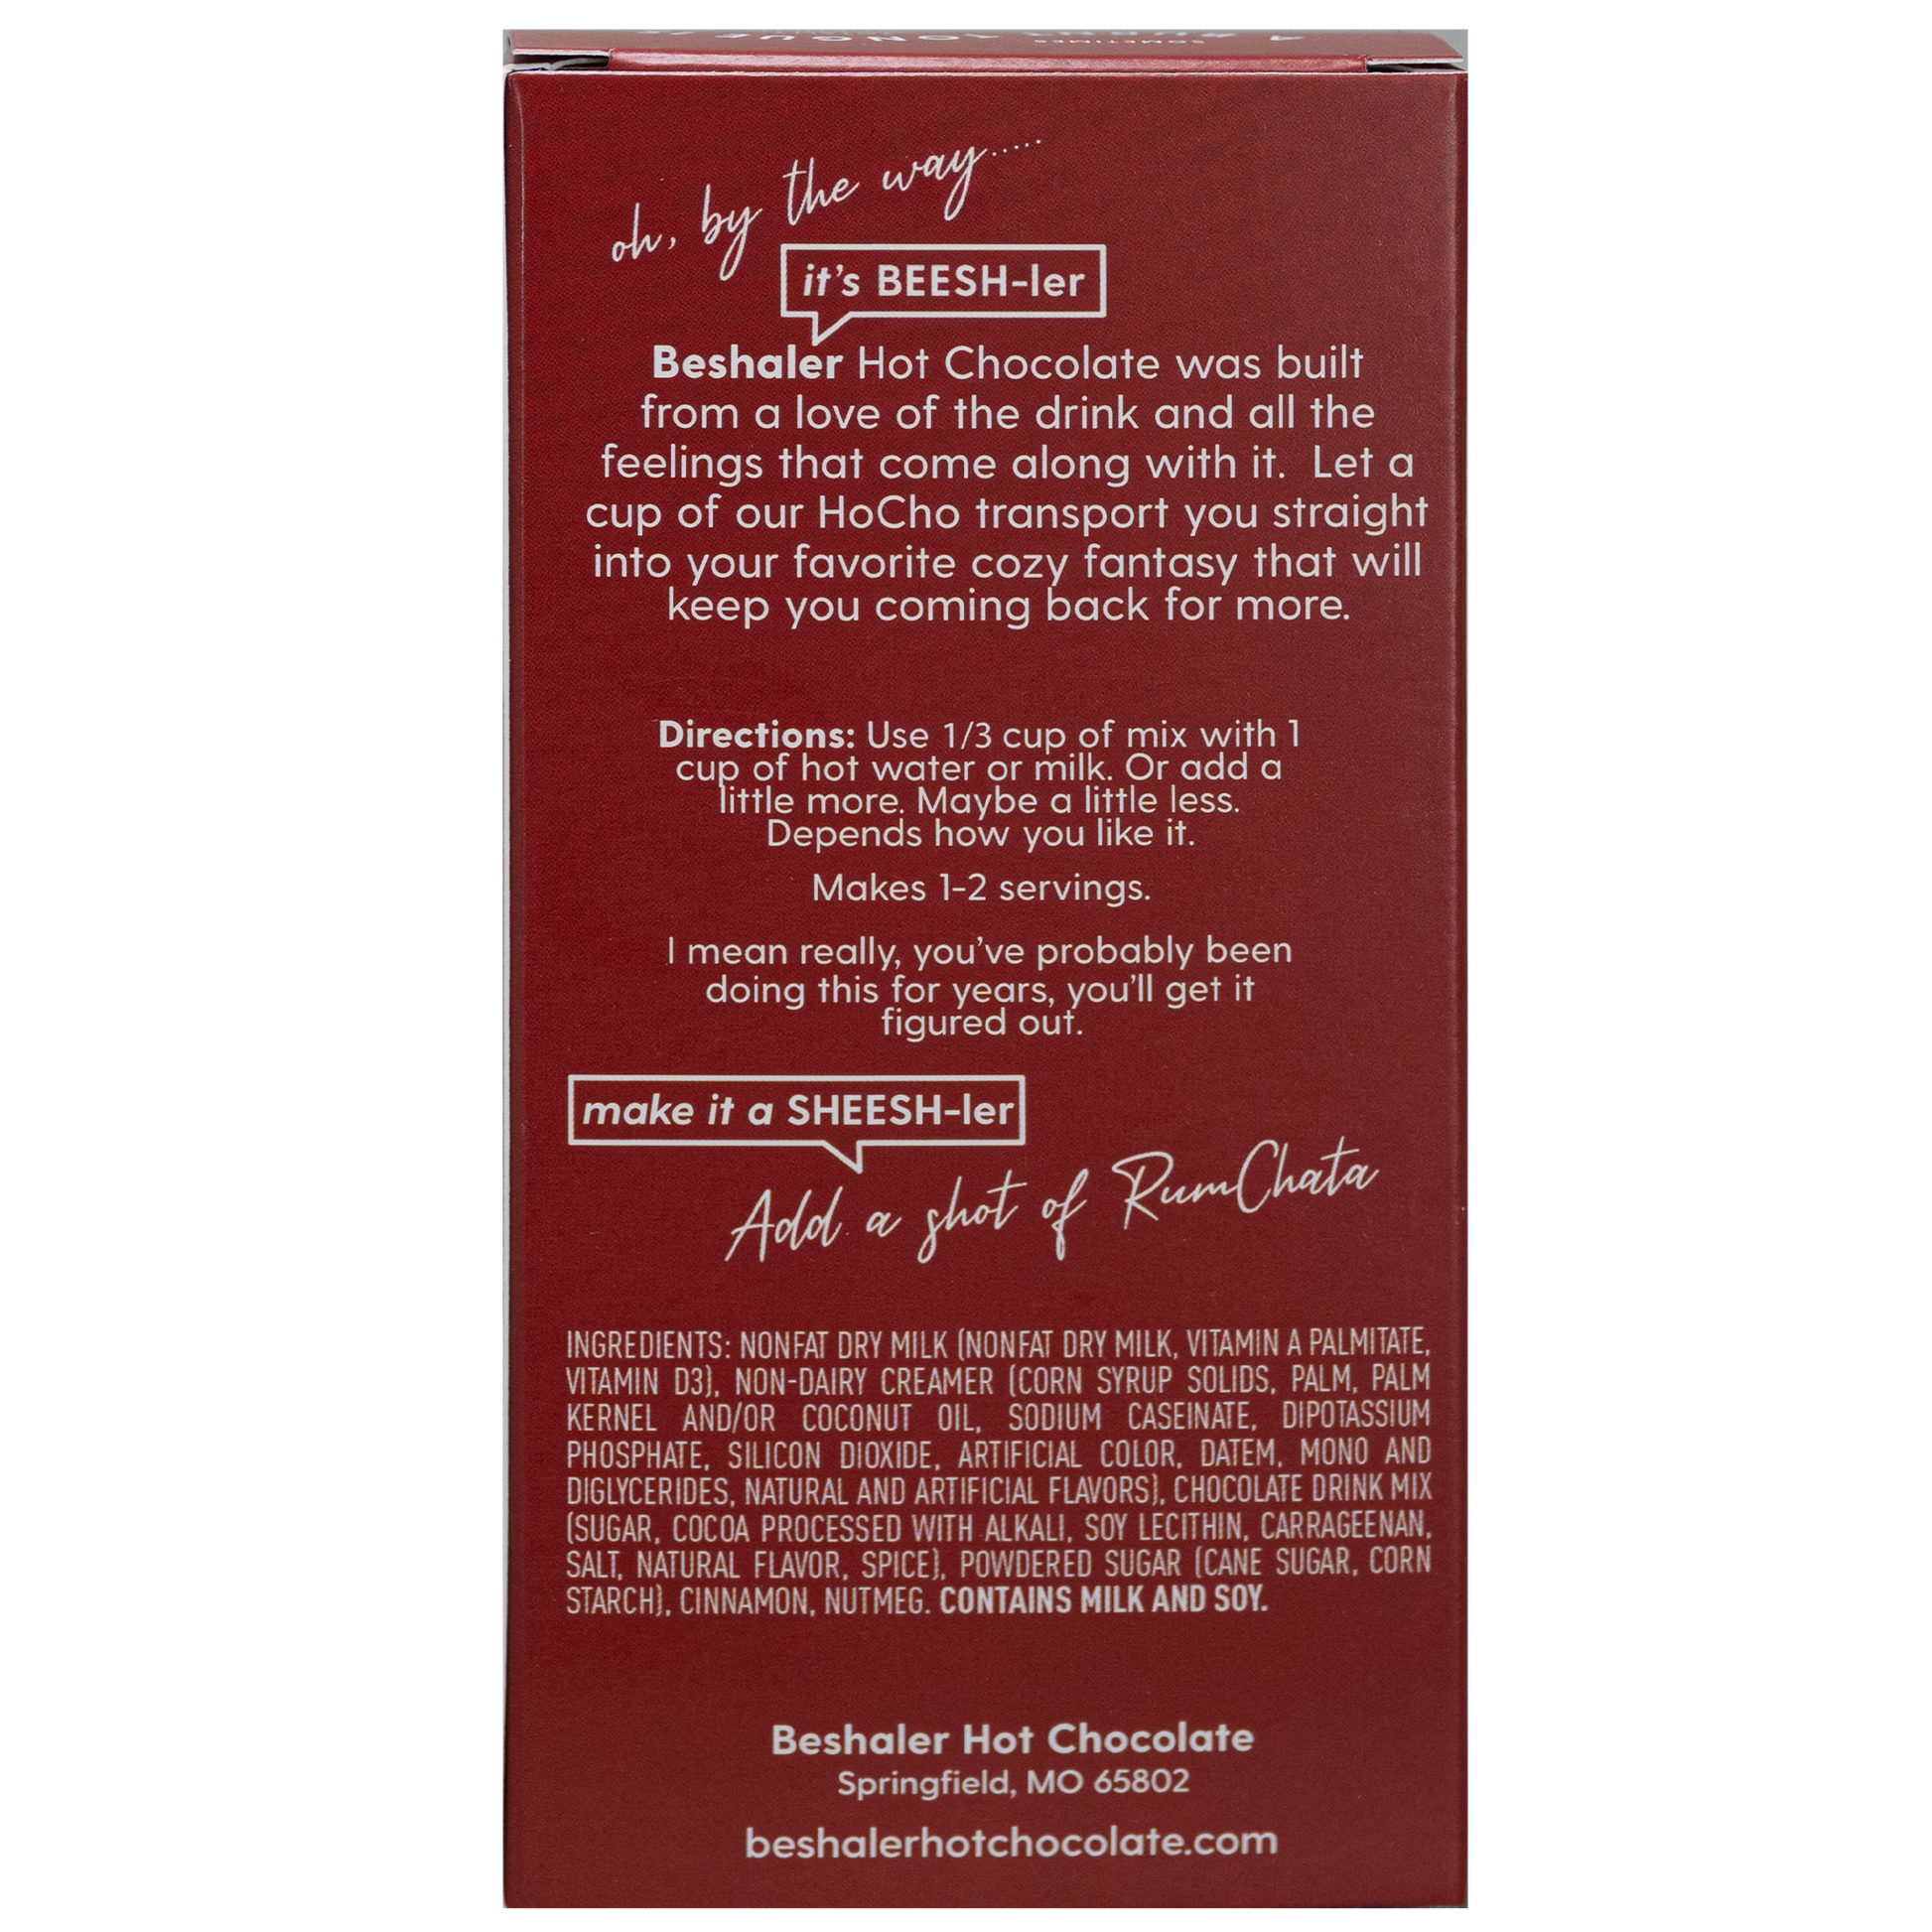 SOMETIMES
oh, by the way.....
it's BEESH-ler
Beshaler Hot Chocolate was built
from a love of the drink and all the
feelings that come along with it. Let a
cup of our HoCho transport you straight
into your favorite cozy fantasy that will
keep you coming back for more.
Directions: Use 1/3 cup of mix with 1
cup of hot water or milk. Or add a
little more. Maybe a little less.
Depends how you like it.
Makes 1-2 servings.
I mean really, you've probably been
doing this for years, you'll get it
figured out.
make it a SHEESH-ler
Add a shot of RumChata
INGREDIENTS: NONFAT DRY MILK (NONFAT DRY MILK, VITAMIN A PALMITATE,
VITAMIN D3), NON-DAIRY CREAMER (CORN SYRUP SOLIDS, PALM, PALM
KERNEL AND/OR COCONUT OIL, SODIUM CASEINATE, DIPOTASSIUM
PHOSPHATE, SILICON DIOXIDE, ARTIFICIAL COLOR, DATEM, MONO AND
DIGLYCERIDES, NATURAL AND ARTIFICIAL FLAVORS), CHOCOLATE DRINK MIX
(SUGAR, COCOA PROCESSED WITH ALKALI, SOY LECITHIN, CARRAGEENAN,
SALT, NATURAL FLAVOR, SPICE), POWDERED SUGAR (CANE SUGAR, CORN
STARCH), CINNAMON, NUTMEG. CONTAINS MILK AND SOY.
Beshaler Hot Chocolate
Springfield, MO 65802
beshalerhotchocolate.com